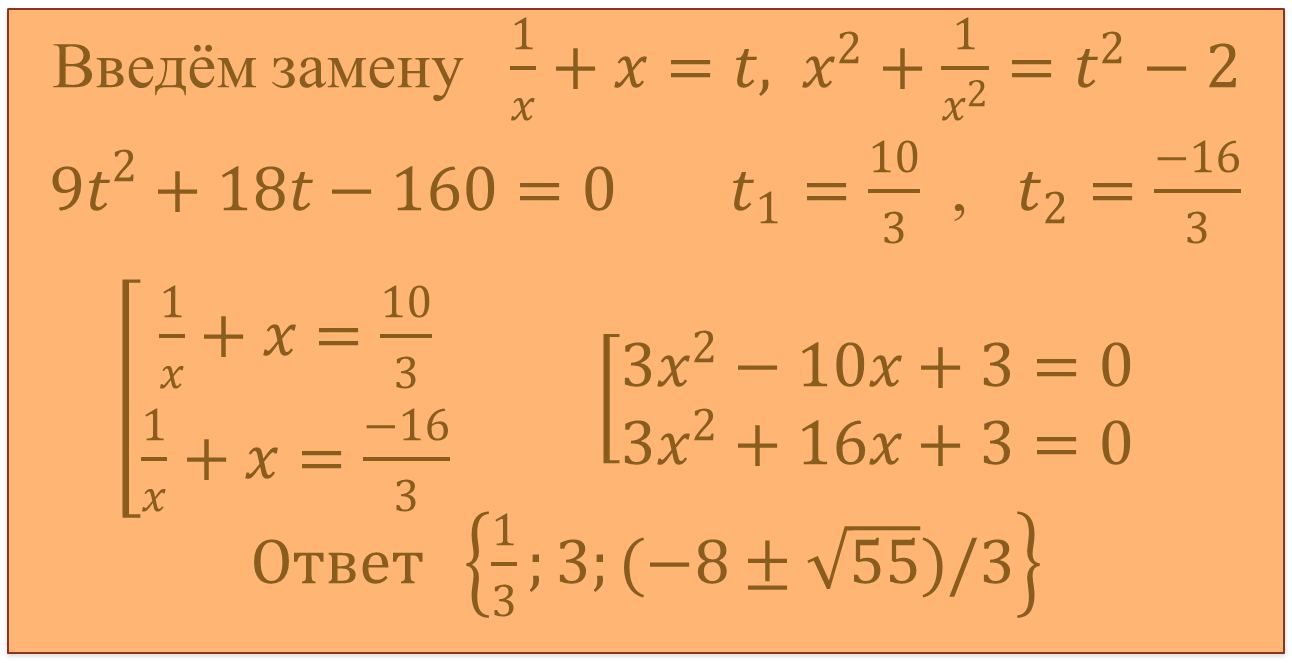 Введём замену 1/x + x = t, x² + 1/x² = t² − 2
9t² + 18t − 160 = 0 t₁ = 10/3 , t₂ = −16/3
[ 1/x + x = 10/3
1/x + x = −16/3
[ 3x² − 10x + 3 = 0
3x² + 16x + 3 = 0
Ответ {1/3; 3; (−8 ± √55)/3}